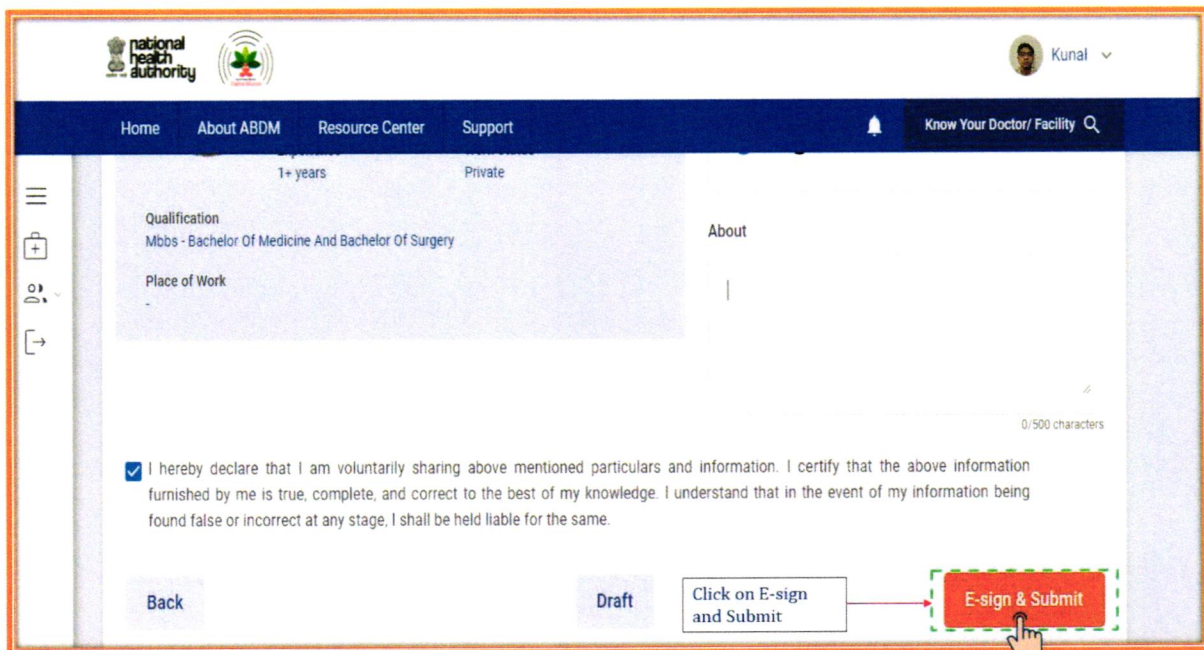 national
health
authority
Kunal
Home About ABDM Resource Center Support Know Your Doctor/ Facility
1+ years Private
Qualification
Mbbs - Bachelor Of Medicine And Bachelor Of Surgery
About
Place of Work
-
0/500 characters
I hereby declare that I am voluntarily sharing above mentioned particulars and information. I certify that the above information
furnished by me is true, complete, and correct to the best of my knowledge. I understand that in the event of my information being
found false or incorrect at any stage, I shall be held liable for the same.
Back Draft
Click on E-sign
and Submit
E-sign & Submit